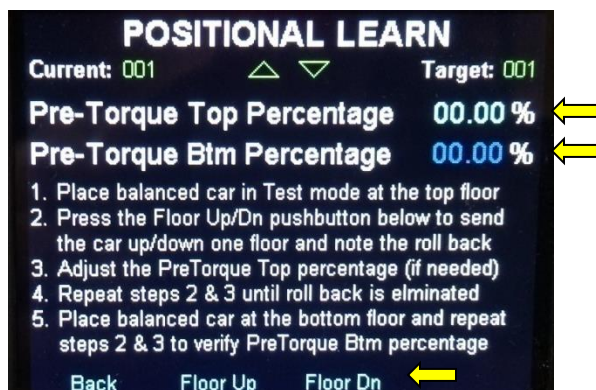 POSITIONAL LEARN
Current: 001 Target: 001
Pre-Torque Top Percentage 00.00 %
Pre-Torque Btm Percentage 00.00 %
1. Place balanced car in Test mode at the top floor
2. Press the Floor Up/Dn pushbutton below to send
the car up/down one floor and note the roll back
3. Adjust the PreTorque Top percentage (if needed)
4. Repeat steps 2 & 3 until roll back is elminated
5. Place balanced car at the bottom floor and repeat
steps 2 & 3 to verify PreTorque Btm percentage
Back Floor Up Floor Dn